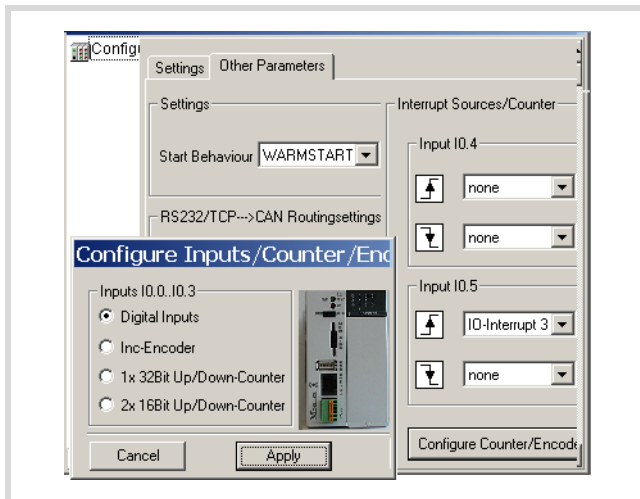 Configu
Settings
Other Parameters
Settings
Start Behaviour
WARMSTART
RS232/TCP--->CAN Routingsettings
Interrupt Sources/Counter
Input I0.4
none
none
Input I0.5
IO-Interrupt 3
none
Configure Counter/Encode
Configure Inputs/Counter/Enc
Inputs I0.0..I0.3
Digital Inputs
Inc-Encoder
1x 32Bit Up/Down-Counter
2x 16Bit Up/Down-Counter
Cancel
Apply